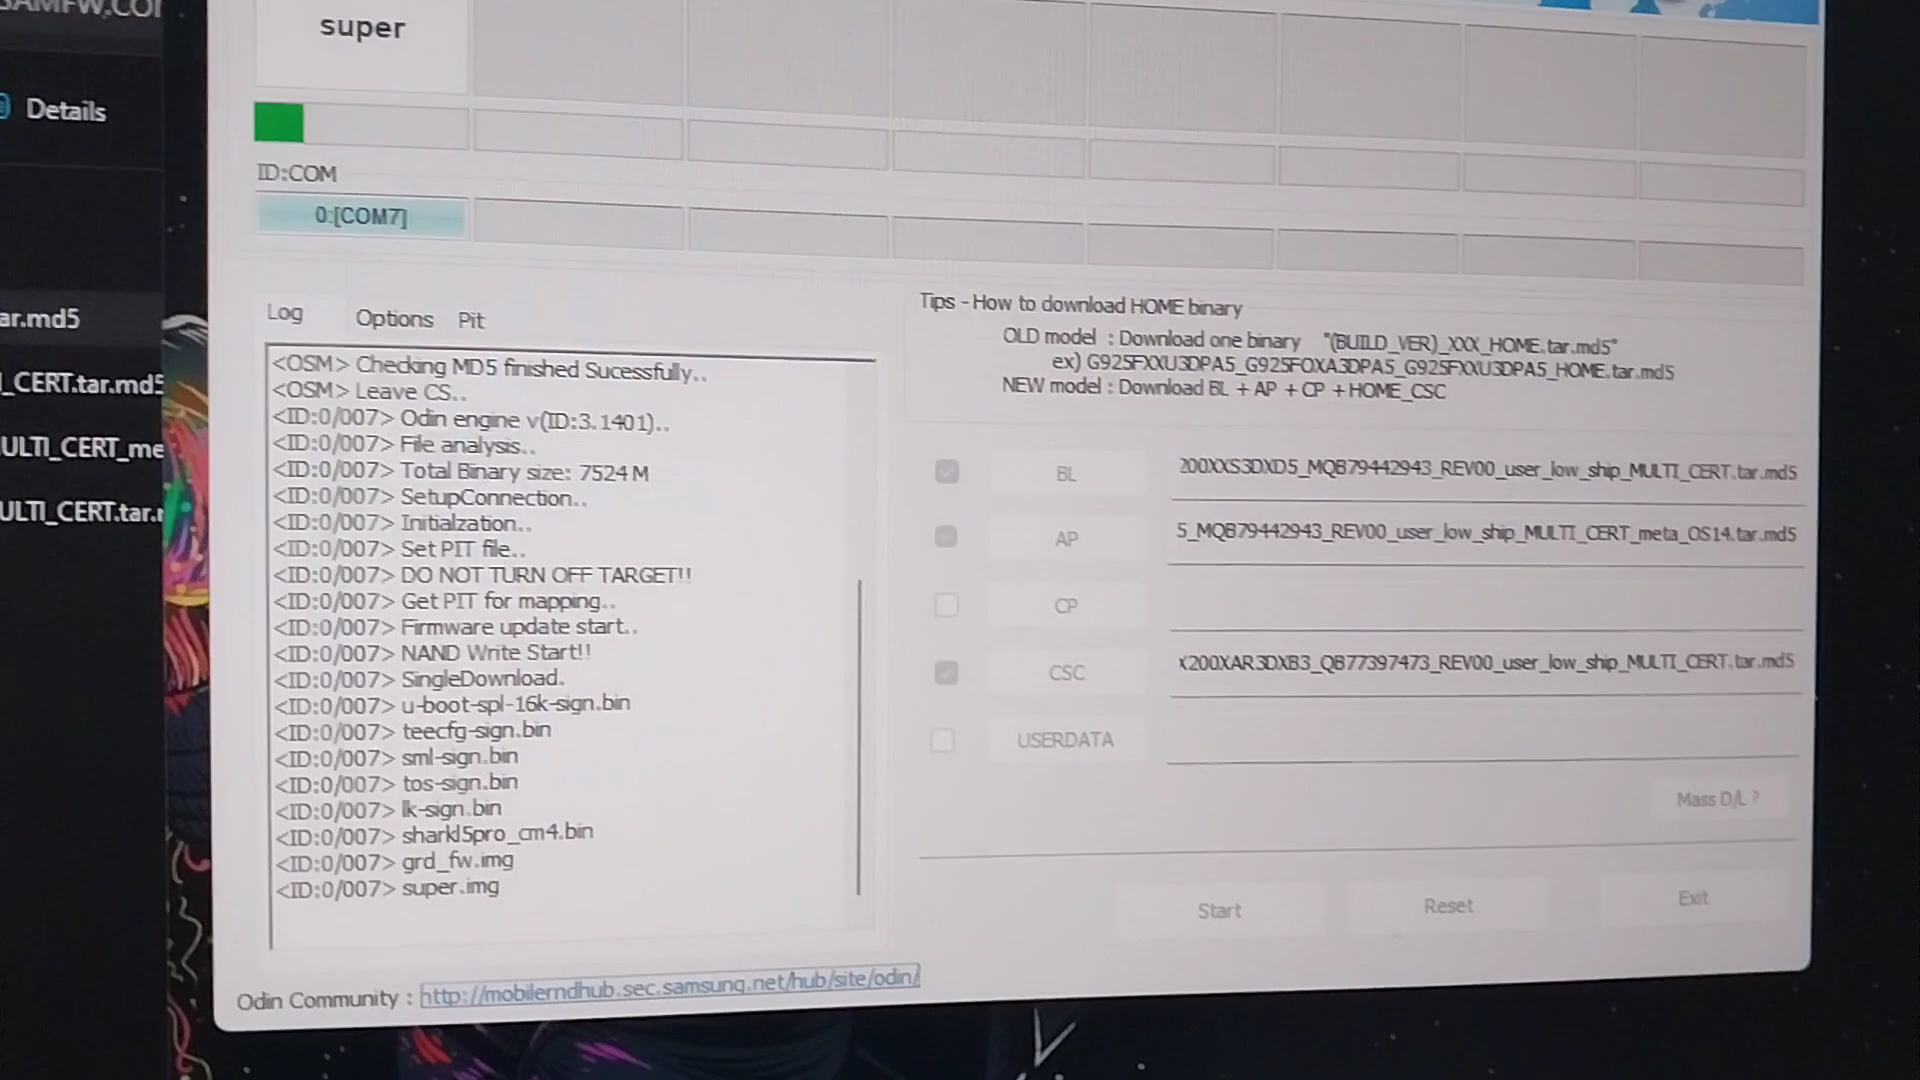 super
Details
ID:COM
0:[COM7]
ar.md5
_CERT.tar.md5
ULTI_CERT_me
ULTI_CERT.tar.
Log Options Pit
<OSM> Checking MD5 finished Sucessfully..
<OSM> Leave CS..
<ID:0/007> Odin engine v(ID:3.1401)..
<ID:0/007> File analysis..
<ID:0/007> Total Binary size: 7524 M
<ID:0/007> SetupConnection..
<ID:0/007> Initialzation..
<ID:0/007> Set PIT file..
<ID:0/007> DO NOT TURN OFF TARGET!!
<ID:0/007> Get PIT for mapping..
<ID:0/007> Firmware update start..
<ID:0/007> NAND Write Start!!
<ID:0/007> SingleDownload.
<ID:0/007> u-boot-spl-16k-sign.bin
<ID:0/007> teecfg-sign.bin
<ID:0/007> sml-sign.bin
<ID:0/007> tos-sign.bin
<ID:0/007> lk-sign.bin
<ID:0/007> sharkl5pro_cm4.bin
<ID:0/007> grd_fw.img
<ID:0/007> super.img
Tips - How to download HOME binary
OLD model : Download one binary "(BUILD_VER)_XXX_HOME.tar.md5"
ex) G925FXXU3DPA5_G925FOXA3DPA5_G925FXXU3DPA5_HOME.tar.md5
NEW model : Download BL + AP + CP + HOME_CSC
BL 200XXS3DXD5_MQB79442943_REV00_user_low_ship_MULTI_CERT.tar.md5
AP 5_MQB79442943_REV00_user_low_ship_MULTI_CERT_meta_OS14.tar.md5
CP
CSC X200XAR3DXB3_QB77397473_REV00_user_low_ship_MULTI_CERT.tar.md5
USERDATA
Mass D/L ?
Start Reset Exit
Odin Community : http://mobilerndhub.sec.samsung.net/hub/site/odin/